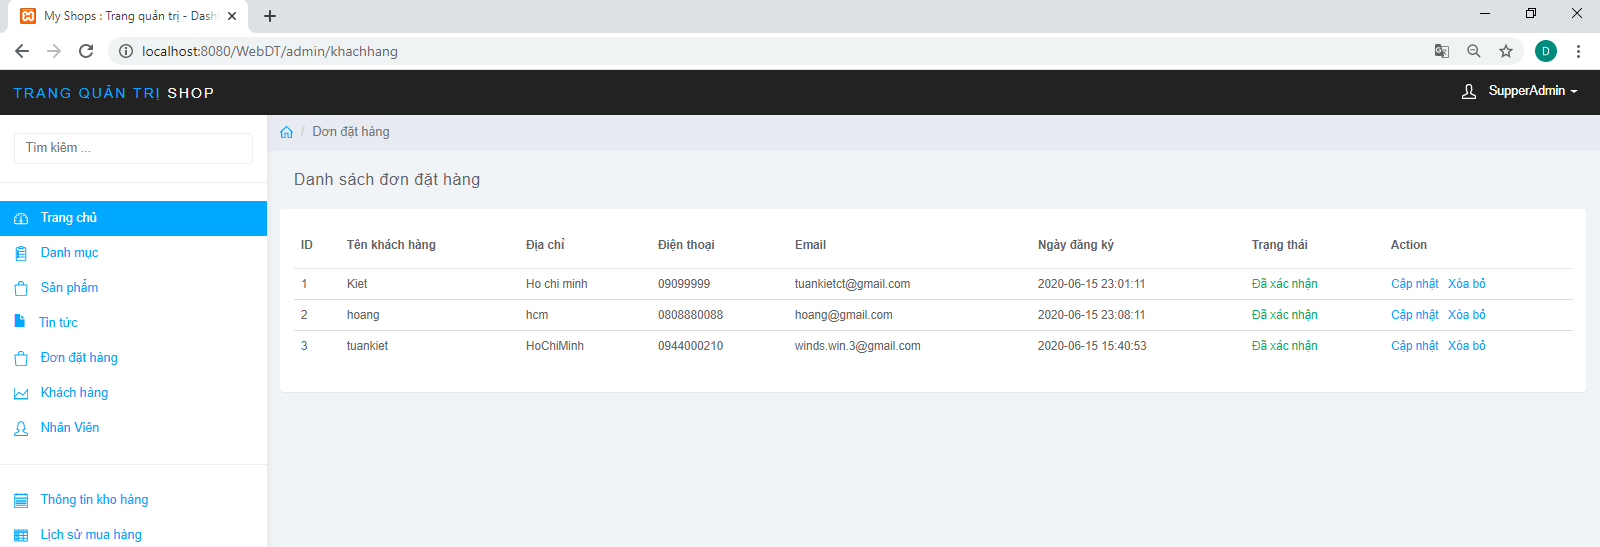 My Shops : Trang quản trị - Dash
localhost:8080/WebDT/admin/khachhang
D
TRANG QUẢN TRỊ SHOP
SupperAdmin
Tìm kiếm ...
Trang chủ
Danh mục
Sản phẩm
Tin tức
Đơn đặt hàng
Khách hàng
Nhân Viên
Thông tin kho hàng
Lịch sử mua hàng
/ Dơn đặt hàng
Danh sách đơn đặt hàng
ID Tên khách hàng Địa chỉ Điện thoại Email Ngày đăng ký Trạng thái Action
1 Kiet Ho chi minh 09099999 tuankietct@gmail.com 2020-06-15 23:01:11 Đã xác nhận Cập nhật Xóa bỏ
2 hoang hcm 0808880088 hoang@gmail.com 2020-06-15 23:08:11 Đã xác nhận Cập nhật Xóa bỏ
3 tuankiet HoChiMinh 0944000210 winds.win.3@gmail.com 2020-06-15 15:40:53 Đã xác nhận Cập nhật Xóa bỏ